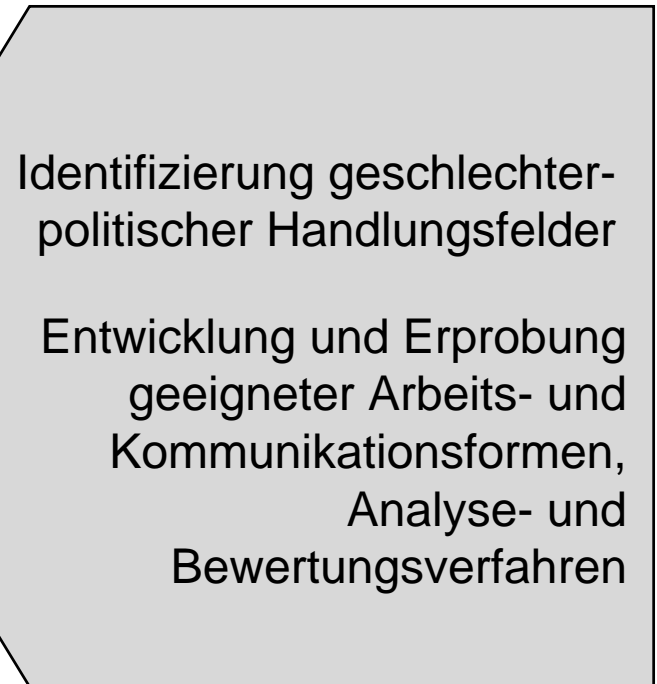 Identifizierung geschlechter-
politischer Handlungsfelder
Entwicklung und Erprobung
geeigneter Arbeits- und
Kommunikationsformen,
Analyse- und
Bewertungsverfahren